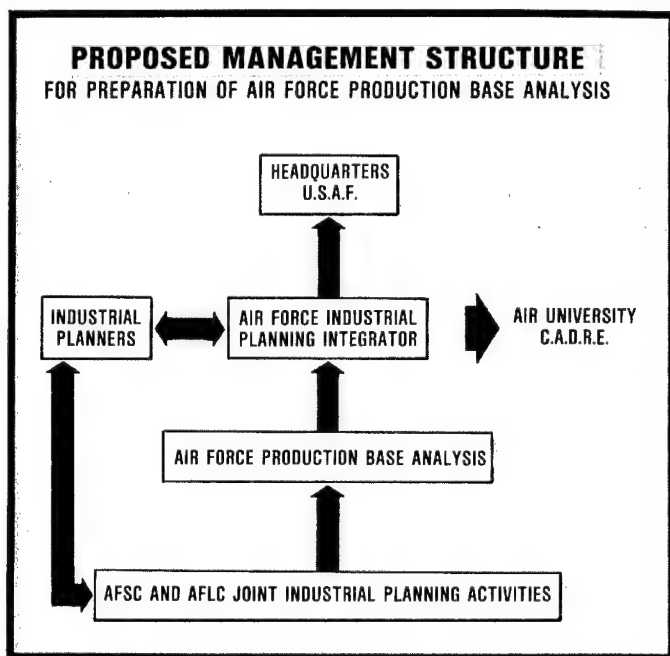 PROPOSED MANAGEMENT STRUCTURE
FOR PREPARATION OF AIR FORCE PRODUCTION BASE ANALYSIS
HEADQUARTERS
U.S.A.F.
INDUSTRIAL
PLANNERS
AIR FORCE INDUSTRIAL
PLANNING INTEGRATOR
AIR UNIVERSITY
C.A.D.R.E.
AIR FORCE PRODUCTION BASE ANALYSIS
AFSC AND AFLC JOINT INDUSTRIAL PLANNING ACTIVITIES